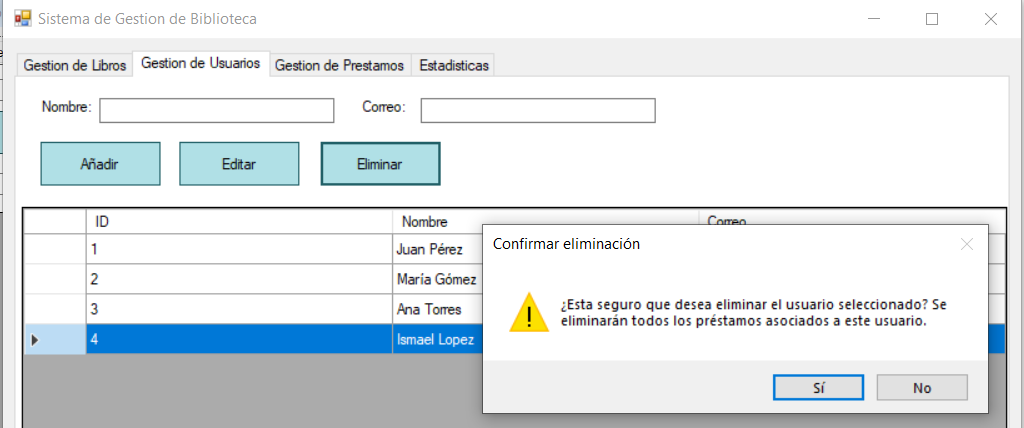 Sistema de Gestion de Biblioteca
Gestion de Libros Gestion de Usuarios Gestion de Prestamos Estadisticas
Nombre: Correo:
Añadir Editar Eliminar
ID Nombre Correo
1 Juan Pérez
2 María Gómez
3 Ana Torres
4 Ismael Lopez
Confirmar eliminación
¿Esta seguro que desea eliminar el usuario seleccionado? Se
eliminarán todos los préstamos asociados a este usuario.
Sí No